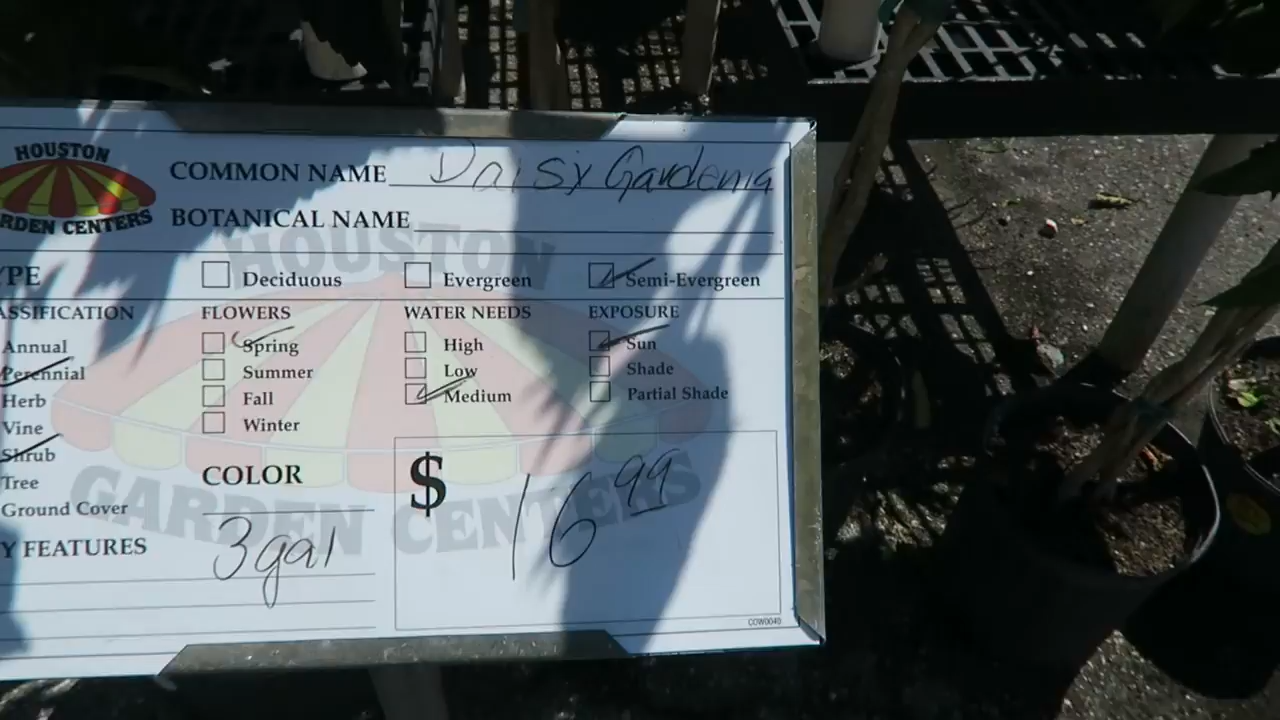 HOUSTON
RDEN CENTERS
COMMON NAME Daisy Gardenia
BOTANICAL NAME
YPE
Deciduous
Evergreen
Semi-Evergreen
ASSIFICATION
Annual
Perennial
Herb
Vine
Shrub
Tree
Ground Cover
FLOWERS
Spring
Summer
Fall
Winter
WATER NEEDS
High
Low
Medium
EXPOSURE
Sun
Shade
Partial Shade
COLOR
Y FEATURES
3gal
$ 16 99
HOUSTON
GARDEN CENTERS
COW0040